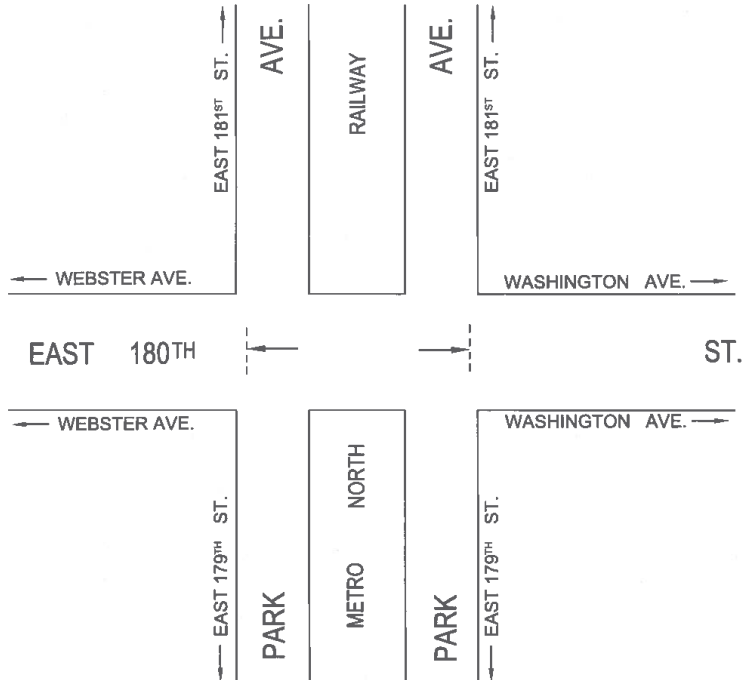 EAST 181ST ST.
AVE.
RAILWAY
AVE.
EAST 181ST ST.
WEBSTER AVE.
WASHINGTON AVE.
EAST 180TH ST.
WEBSTER AVE.
WASHINGTON AVE.
EAST 179TH ST.
PARK
METRO NORTH
PARK
EAST 179TH ST.